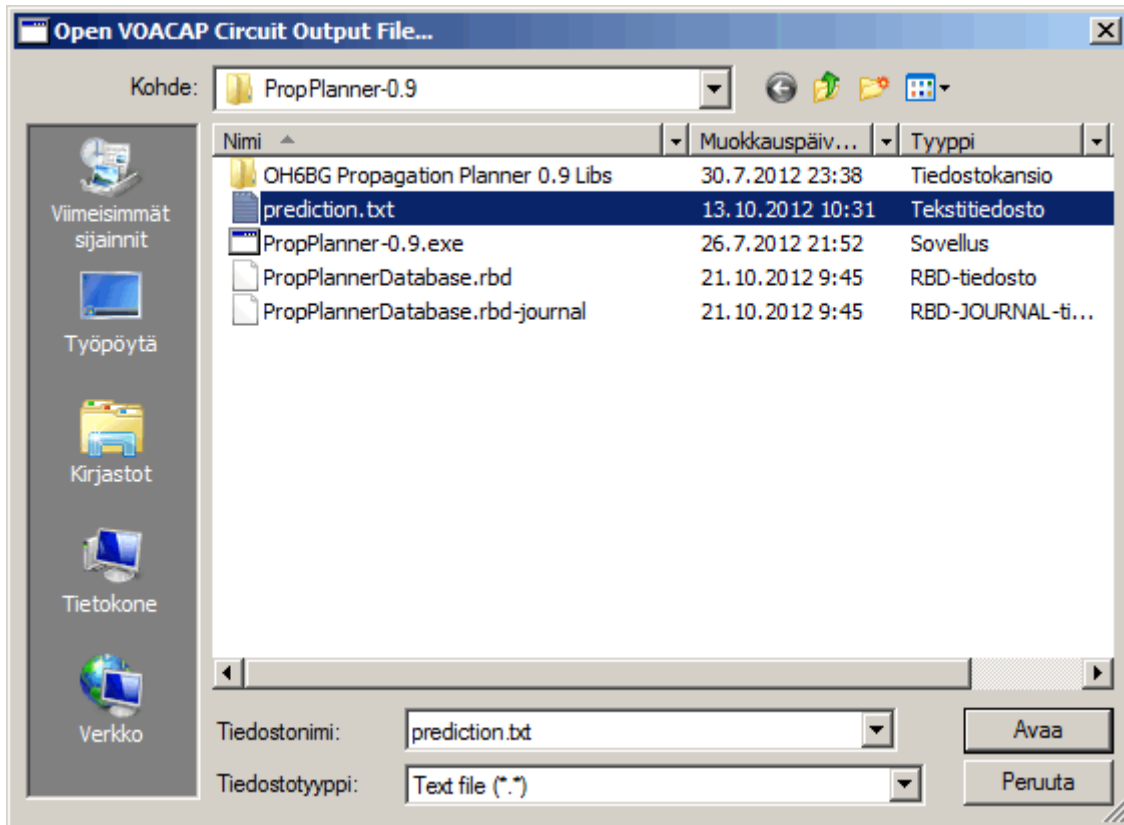 Open VOACAP Circuit Output File...
Kohde: PropPlanner-0.9
Nimi Muokkauspäiv... Tyyppi
OH6BG Propagation Planner 0.9 Libs 30.7.2012 23:38 Tiedostokansio
prediction.txt 13.10.2012 10:31 Tekstitiedosto
PropPlanner-0.9.exe 26.7.2012 21:52 Sovellus
PropPlannerDatabase.rbd 21.10.2012 9:45 RBD-tiedosto
PropPlannerDatabase.rbd-journal 21.10.2012 9:45 RBD-JOURNAL-ti...
Viimeisimmät
sijainnit
Työpöytä
Kirjastot
Tietokone
Verkko
Tiedostonimi: prediction.txt Avaa
Tiedostotyyppi: Text file (*.*) Peruuta